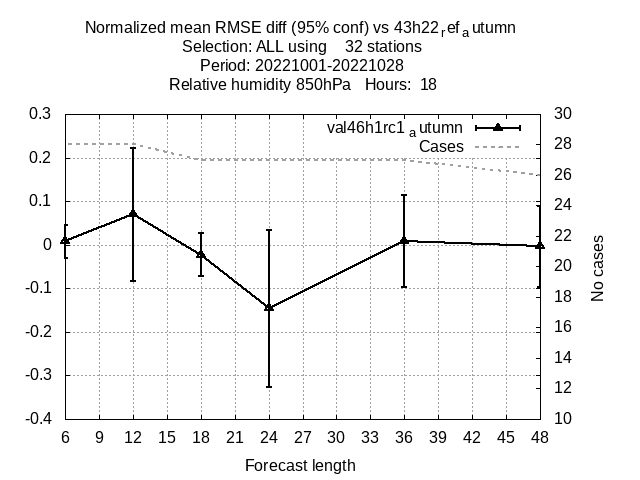 Normalized mean RMSE diff (95% conf) vs 43h22refautumn
Selection: ALL using 32 stations
Period: 20221001-20221028
Relative humidity 850hPa Hours: 18
val46h1rc1autumn
Cases
0.3
0.2
0.1
0
-0.1
-0.2
-0.3
-0.4
30
28
26
24
22
20
18
16
14
12
10
No cases
6 9 12 15 18 21 24 27 30 33 36 39 42 45 48
Forecast length